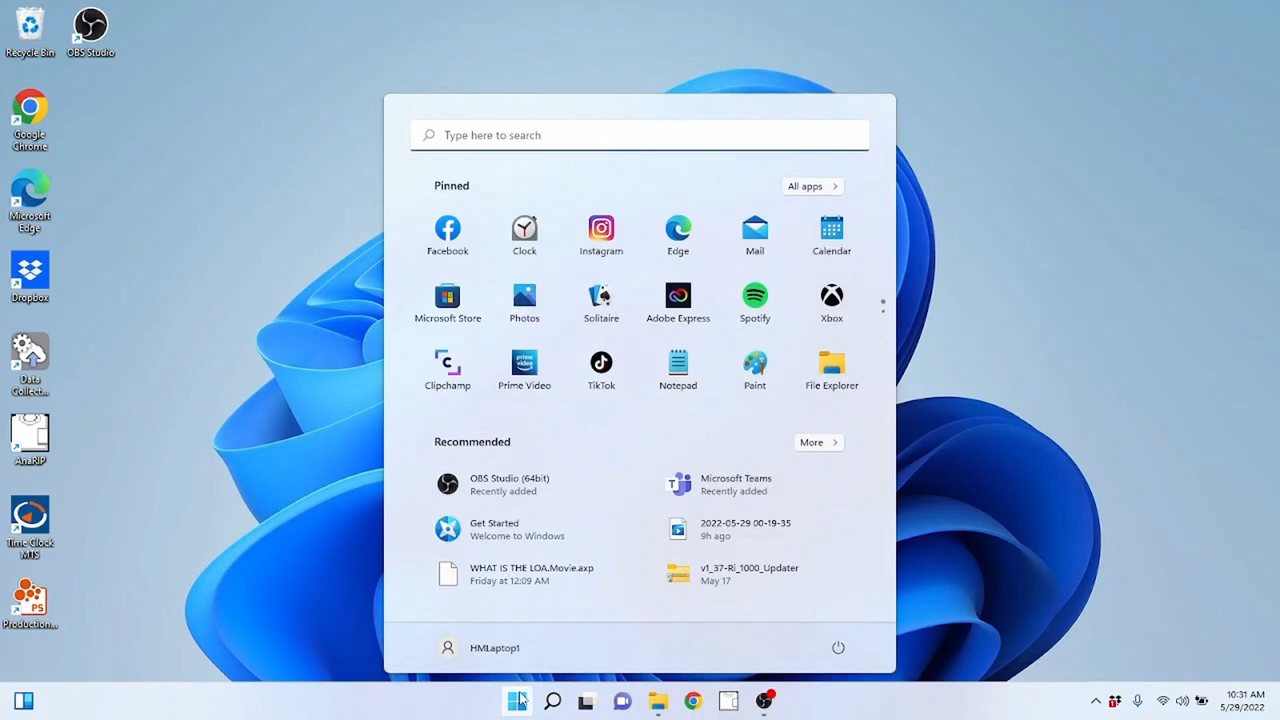 Recycle Bin
OBS Studio
Google
Chrome
Microsoft
Edge
Dropbox
Data
Collect...
AnaRIP
Time Clock
MTS
PS
Production...
Type here to search
Pinned
All apps
Facebook
Clock
Instagram
Edge
Mail
Calendar
Microsoft Store
Photos
Solitaire
Adobe Express
Spotify
Xbox
Clipchamp
prime
video
Prime Video
TikTok
Notepad
Paint
File Explorer
Recommended
More
OBS Studio (64bit)
Recently added
Microsoft Teams
Recently added
Get Started
Welcome to Windows
2022-05-29 00-19-35
9h ago
WHAT IS THE LOA.Movie.axp
Friday at 12:09 AM
v1_37-Ri_1000_Updater
May 17
HMLaptop1
10:31 AM
5/29/2022